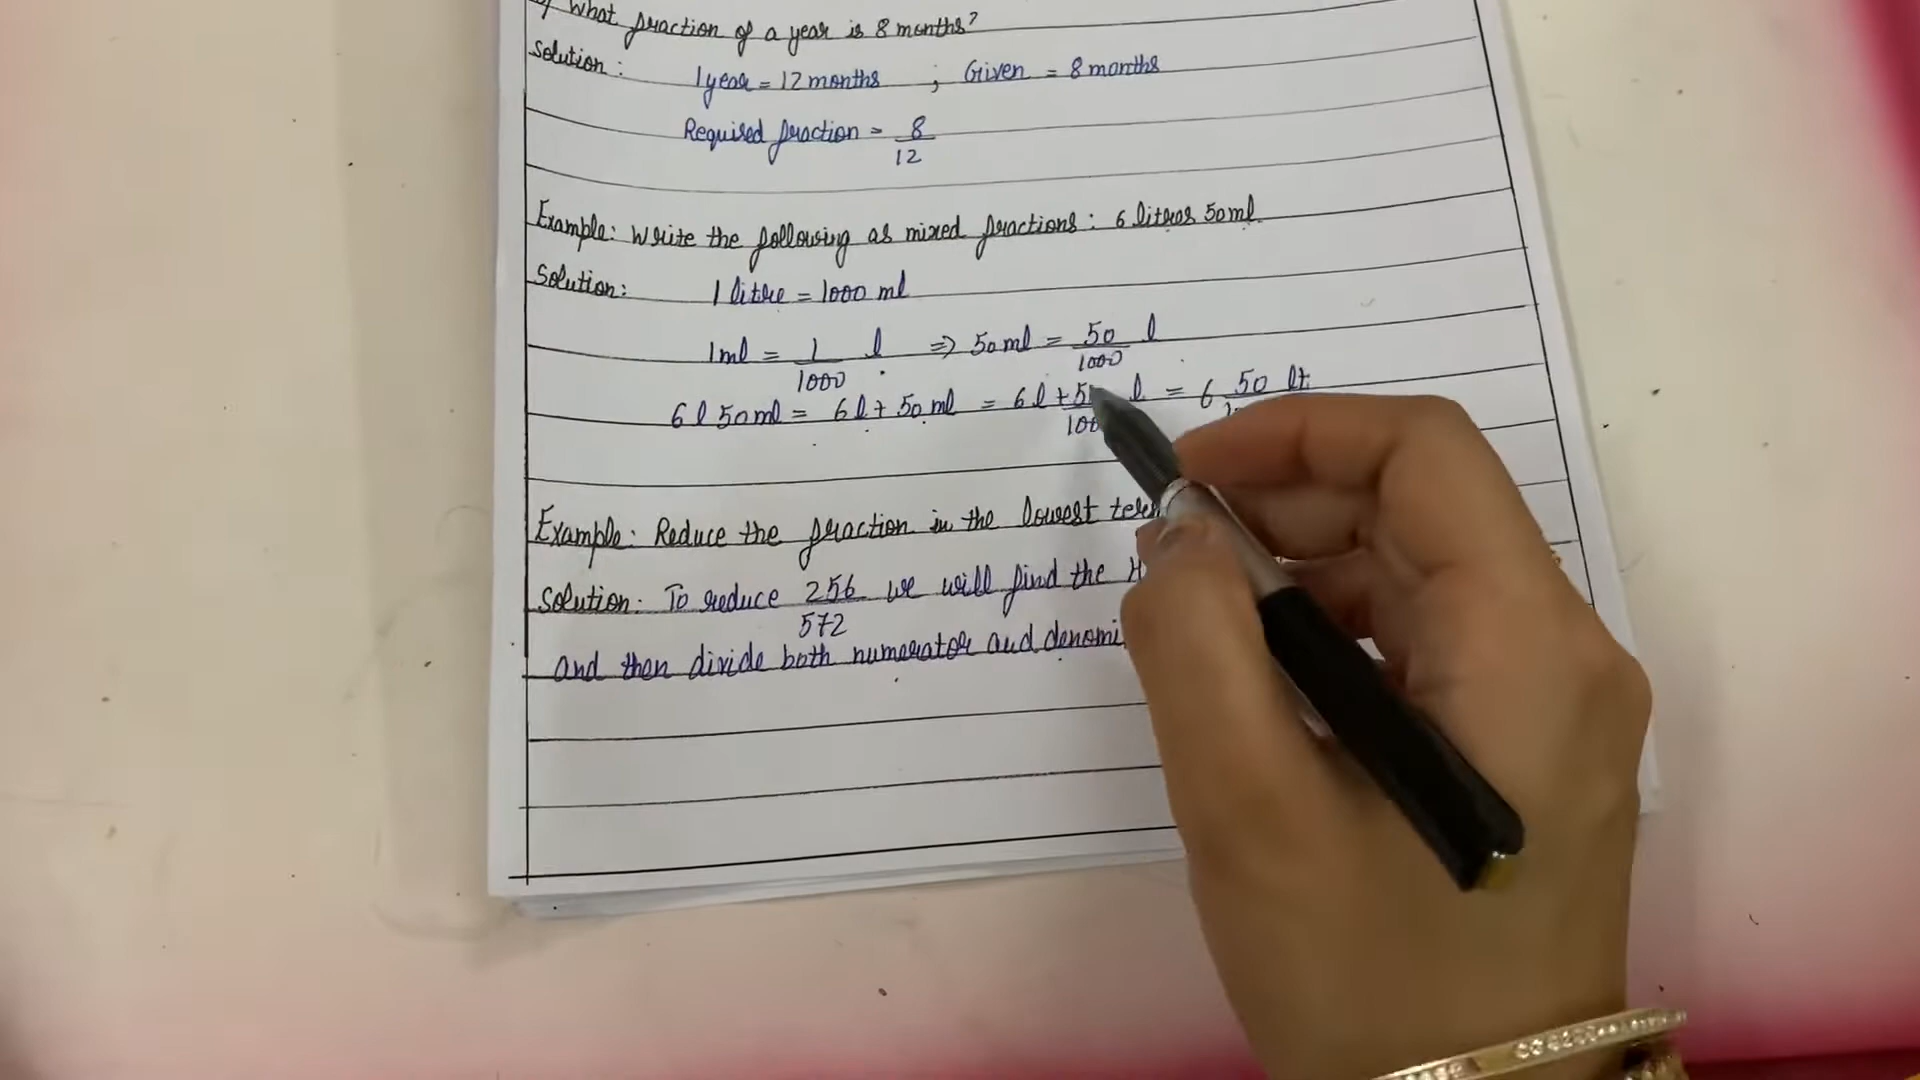 What fraction of a year is 8 months?
Solution: 1 year = 12 months ; Given = 8 months
Required fraction = 8/12
Example: Write the following as mixed fractions: 6 litres 50ml.
Solution: 1 litre = 1000 ml
1ml = 1/1000 l ⇒ 50ml = 50/1000 l
6l 50ml = 6l + 50ml = 6l + l = 6 50 lt.
Example: Reduce the fraction in the lowest
Solution: To reduce 256/572 we will find the
and then divide both numerator and